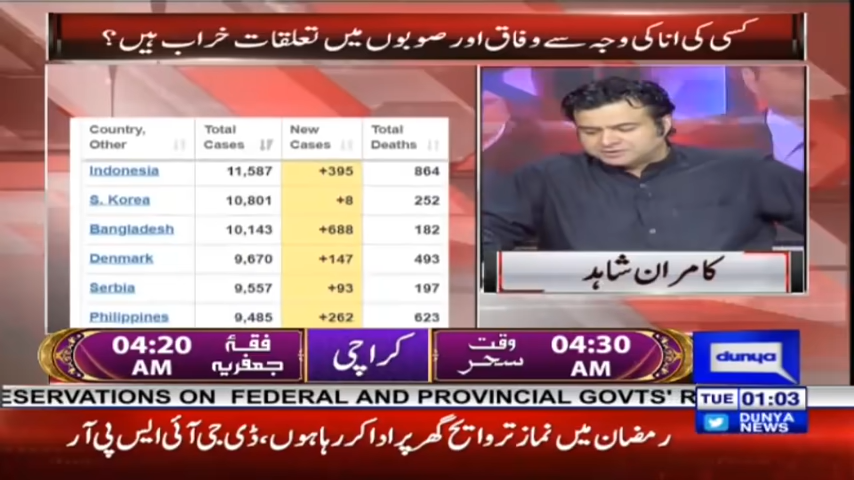 کسی کی انا کی وجہ سے وفاق اور صوبوں میں تعلقات خراب ہیں؟
Country, Other Total Cases New Cases Total Deaths
Indonesia 11,587 +395 864
S. Korea 10,801 +8 252
Bangladesh 10,143 +688 182
Denmark 9,670 +147 493
Serbia 9,557 +93 197
Philippines 9,485 +262 623
کامران شاہد
04:20 AM فقہٴ جعفریہ کراچی وقت سحر 04:30 AM
dunya
ESERVATIONS ON FEDERAL AND PROVINCIAL GOVTS' R
TUE 01:03
DUNYA NEWS
رمضان میں نماز تراویح گھر پر ادا کر رہا ہوں، ڈی جی آئی ایس پی آر